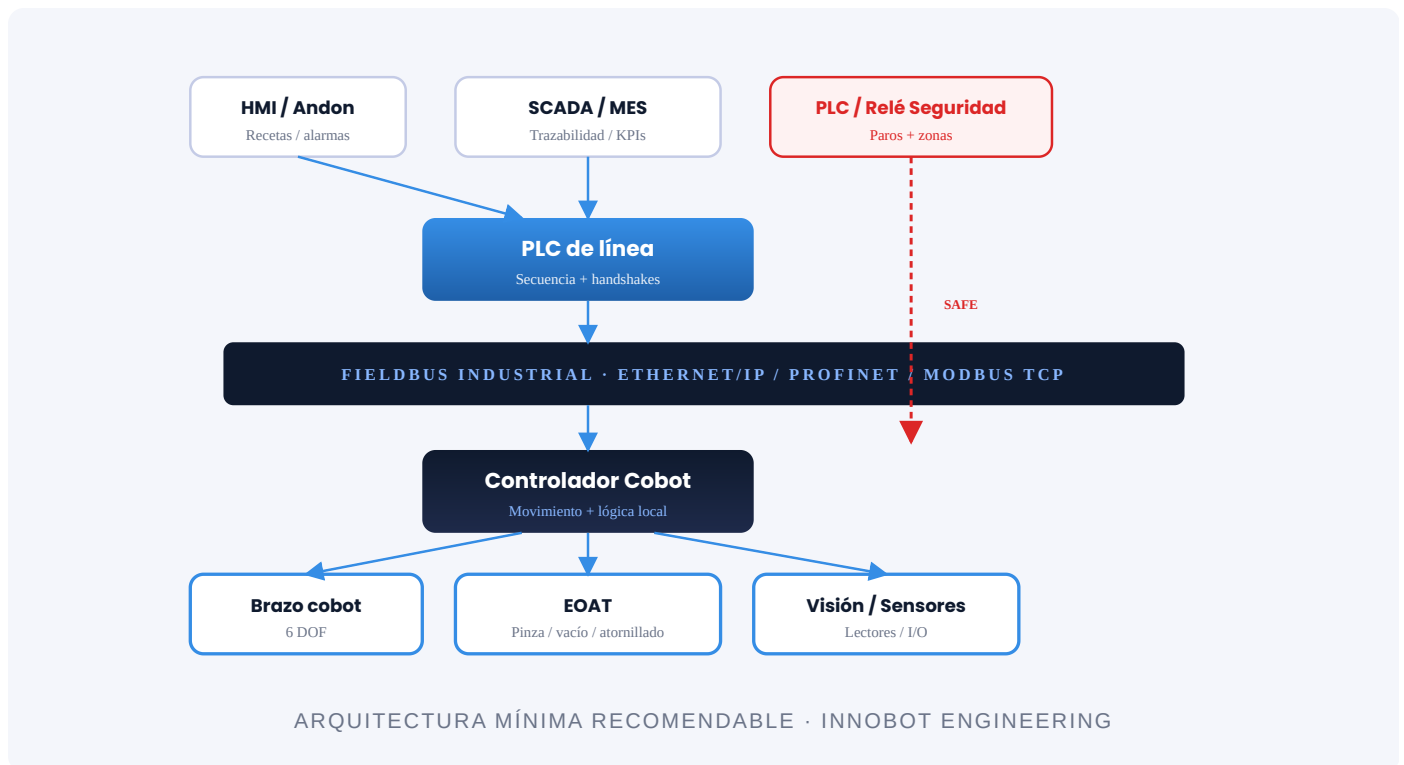 HMI / Andon
Recetas / alarmas
SCADA / MES
Trazabilidad / KPIs
PLC / Relé Seguridad
Paros + zonas
PLC de línea
Secuencia + handshakes
SAFE
FIELDBUS INDUSTRIAL · ETHERNET/IP / PROFINET / MODBUS TCP
Controlador Cobot
Movimiento + lógica local
Brazo cobot
6 DOF
EOAT
Pinza / vacío / atornillado
Visión / Sensores
Lectores / I/O
ARQUITECTURA MÍNIMA RECOMENDABLE · INNOBOT ENGINEERING